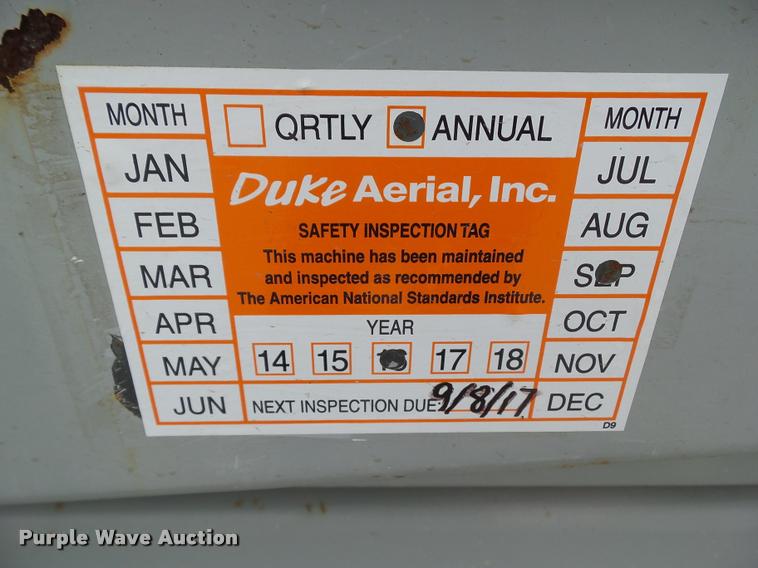 MONTH
JAN
FEB
MAR
APR
MAY
JUN
QRTLY ANNUAL
Duke Aerial, Inc.
SAFETY INSPECTION TAG
This machine has been maintained
and inspected as recommended by
The American National Standards Institute.
YEAR
14 15 16 17 18
NEXT INSPECTION DUE: 9/8/17
MONTH
JUL
AUG
SEP
OCT
NOV
DEC
D9
Purple Wave Auction